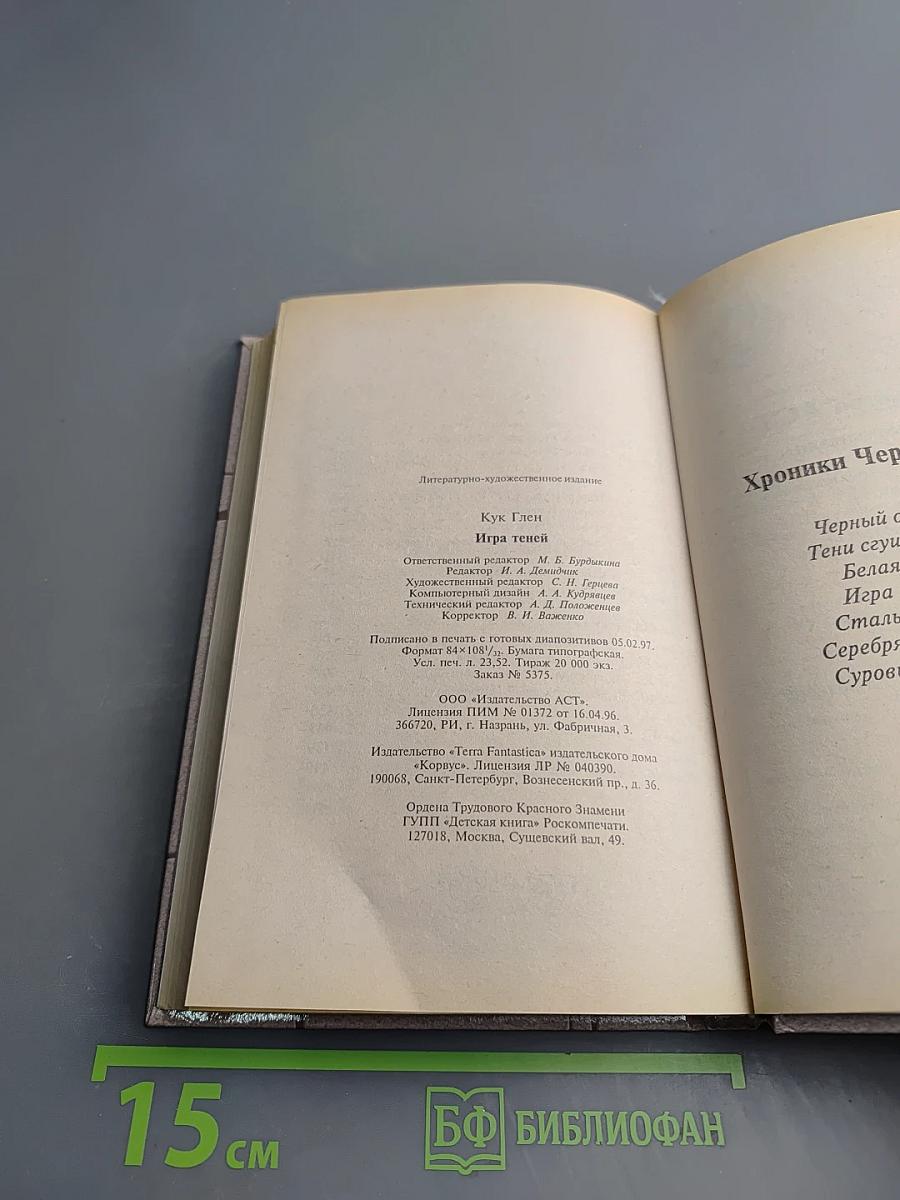 Литературно-художественное издание
Кук Глен
Игра теней
Ответственный редактор М. Б. Бурдыкина
Редактор И. А. Демидчик
Художественный редактор С. Н. Герцева
Компьютерный дизайн А. А. Кудрявцев
Технический редактор А. Д. Положенцев
Корректор В. И. Важенко
Подписано в печать с готовых диапозитивов 05.02.97.
Формат 84×108¹/₃₂. Бумага типографская.
Усл. печ. л. 23,52. Тираж 20 000 экз.
Заказ № 5375.
ООО «Издательство АСТ».
Лицензия ПИМ № 01372 от 16.04.96.
366720, РИ, г. Назрань, ул. Фабричная, 3.
Издательство «Terra Fantastica» издательского дома
«Корвус». Лицензия ЛР № 040390.
190068, Санкт-Петербург, Вознесенский пр., д. 36.
Ордена Трудового Красного Знамени
ГУПП «Детская книга» Роскомпечати.
127018, Москва, Сущевский вал, 49.
Хроники Чер
Черный
Тени сгу
Белая
Игра
Сталь
Серебря
Суров
15 см
БФ БИБЛИОФАН